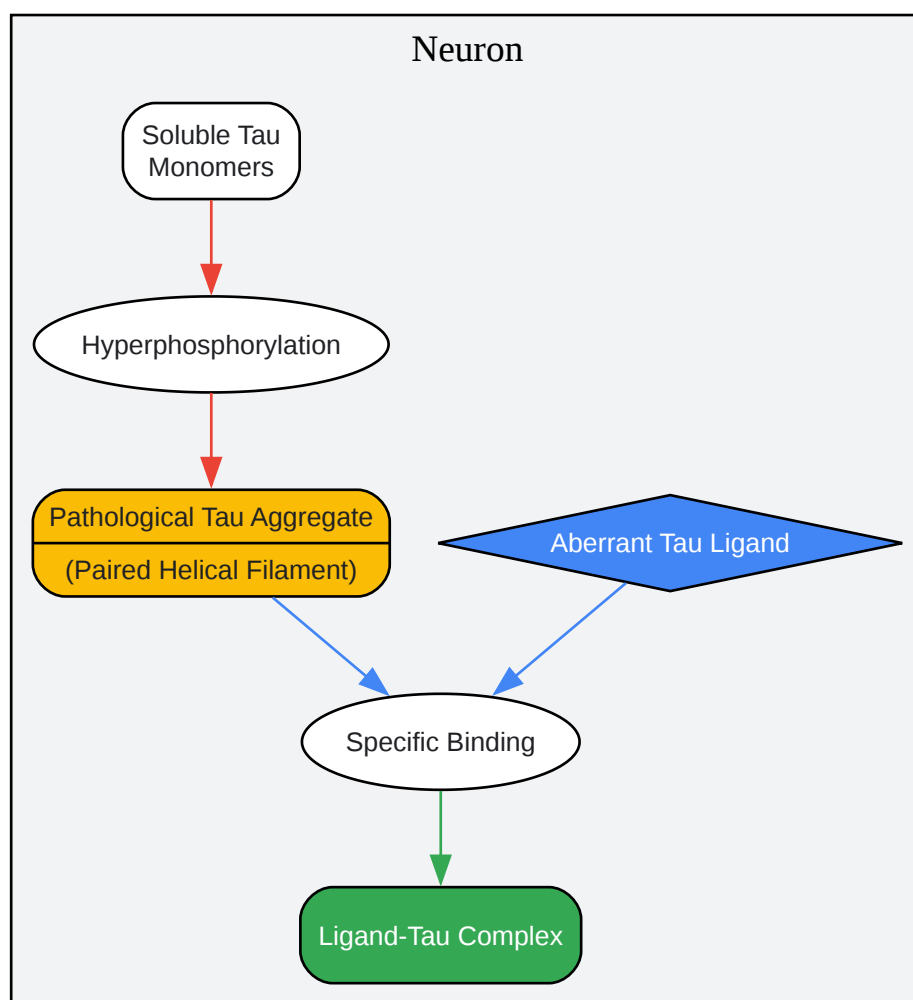 Neuron
Soluble Tau
Monomers
Hyperphosphorylation
Pathological Tau Aggregate
(Paired Helical Filament)
Aberrant Tau Ligand
Specific Binding
Ligand-Tau Complex